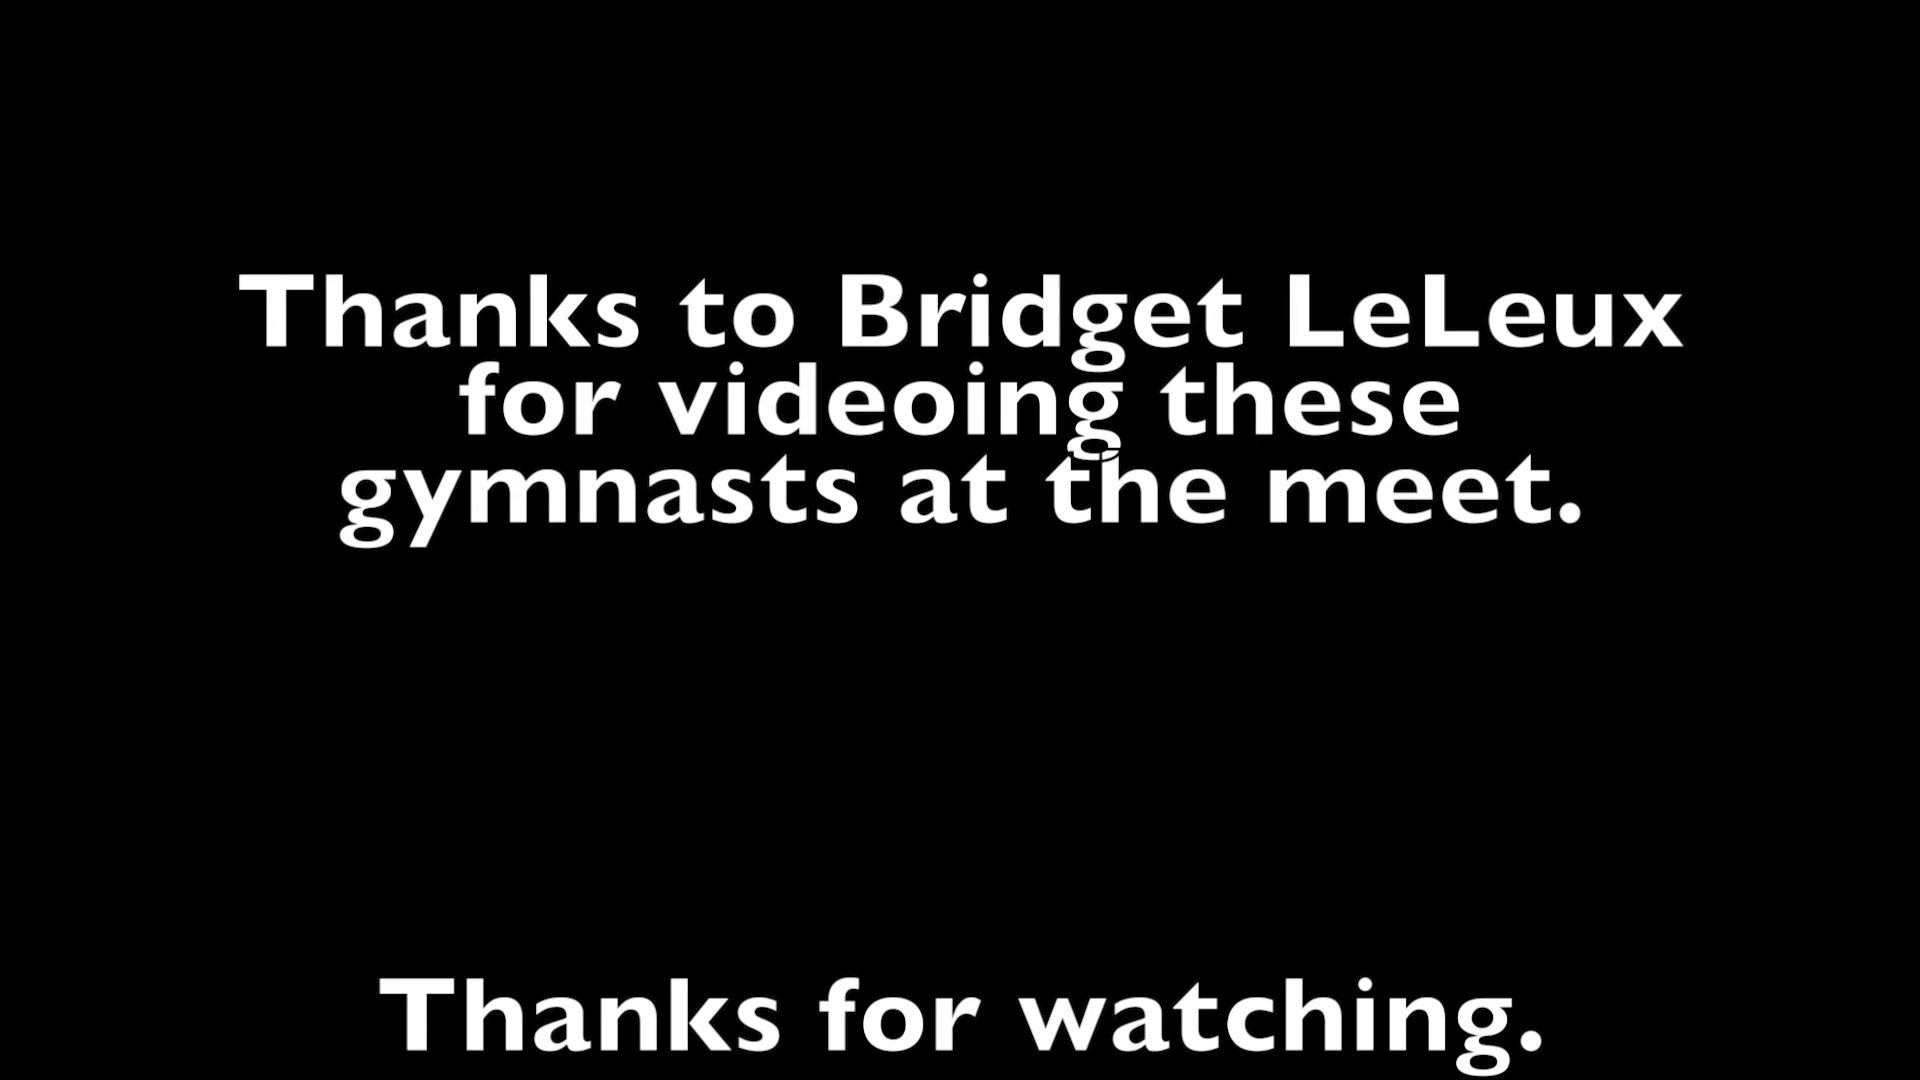 Thanks to Bridget LeLeux
for videoing these
gymnasts at the meet.
Thanks for watching.